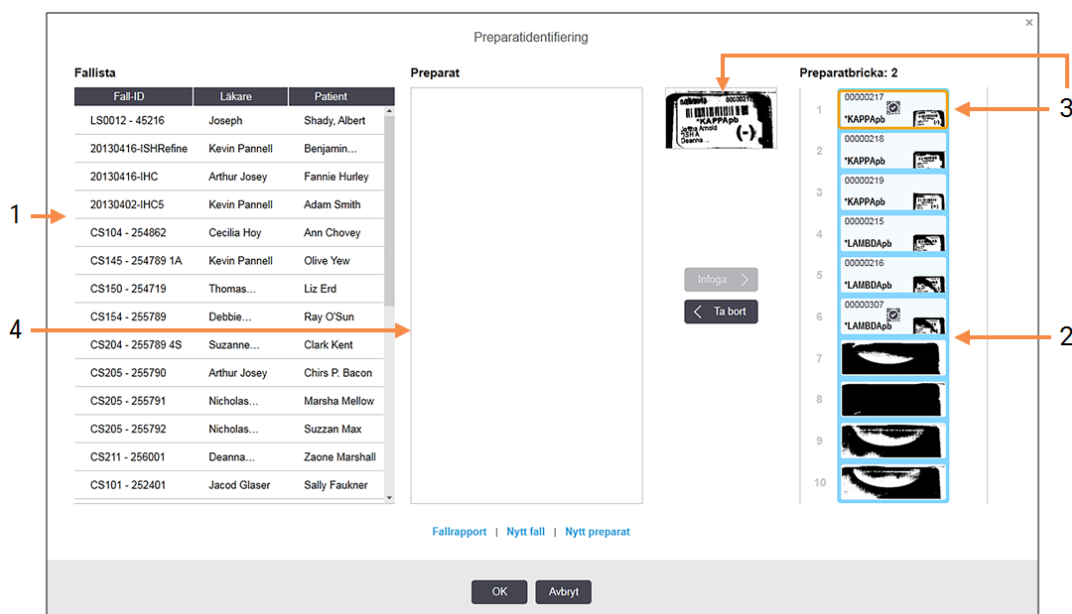 ×
Preparatidentifiering
Fallista
Preparat
Preparatbricka: 2
3
Fall-ID Läkare Patient
LS0012 - 45216 Joseph Shady, Albert
20130416-ISHRefine Kevin Pannell Benjamin...
20130416-IHC Arthur Josey Fannie Hurley
20130402-IHC5 Kevin Pannell Adam Smith
CS104 - 254862 Cecilia Hoy Ann Chovey
CS145 - 254789 1A Kevin Pannell Olive Yew
CS150 - 254719 Thomas... Liz Erd
CS154 - 255789 Debbie... Ray O'Sun
CS204 - 255789 4S Suzanne... Clark Kent
CS205 - 255790 Arthur Josey Chirs P. Bacon
CS205 - 255791 Nicholas... Marsha Mellow
CS205 - 255792 Nicholas... Suzzan Max
CS211 - 256001 Deanna... Zaone Marshall
CS101 - 252401 Jacod Glaser Sally Faukner
1
4
*KAPPApb
Arnold
*ISH A
Deanna...
(-)
Infoga
Ta bort
1 00000217
*KAPPApb
2 00000218
*KAPPApb
3 00000219
*KAPPApb
4 00000215
*LAMBDApb
5 00000216
*LAMBDApb
6 00000307
*LAMBDApb
7
8
9
10
2
Fallrapport | Nytt fall | Nytt preparat
OK Avbryt